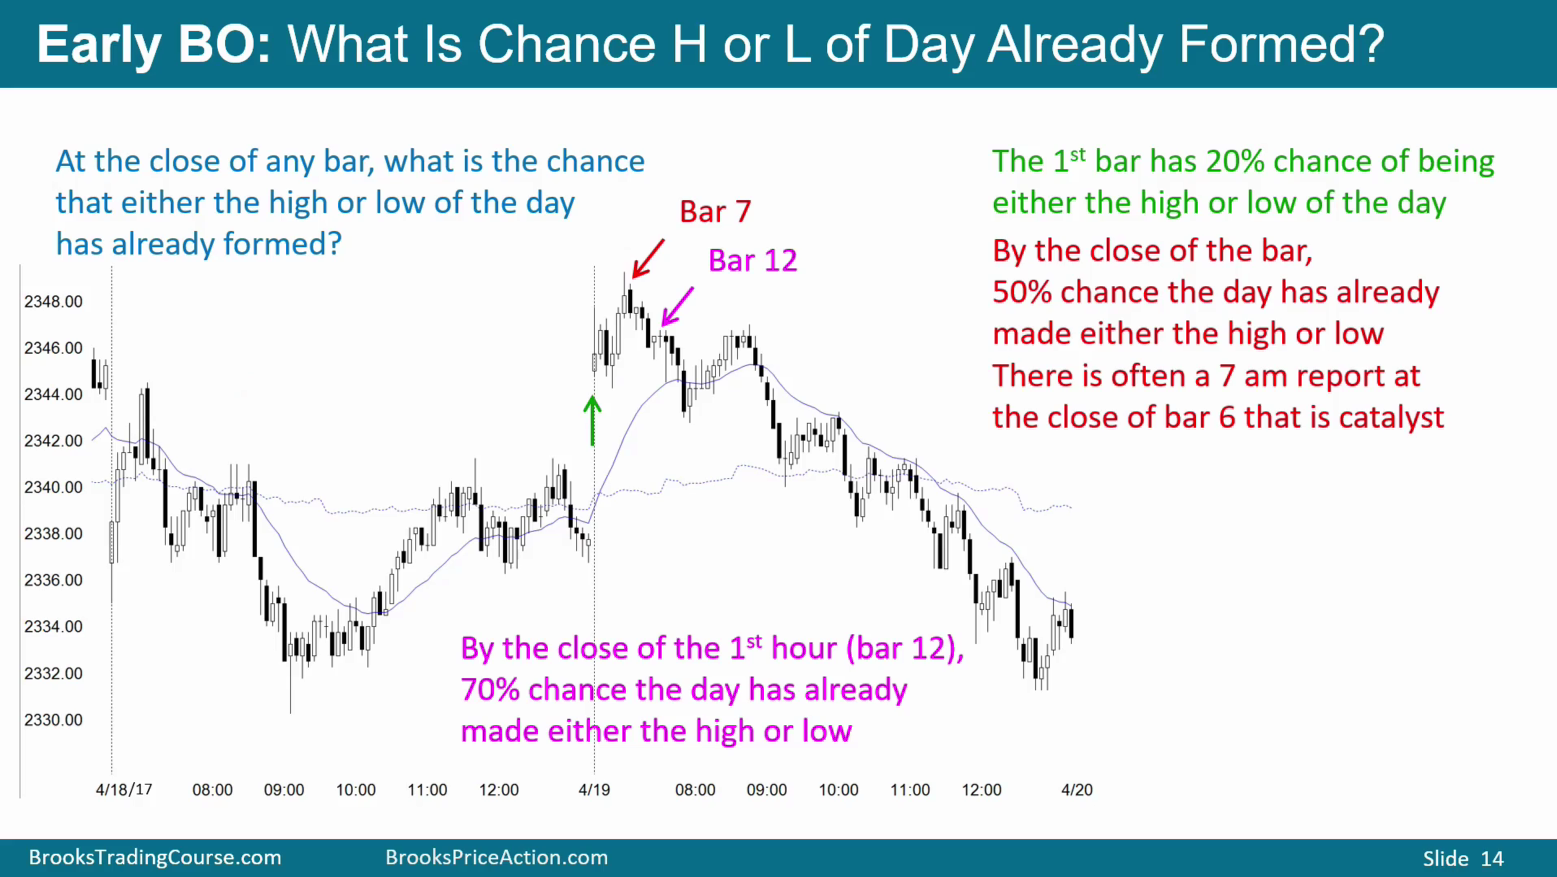 Early BO: What Is Chance H or L of Day Already Formed?
At the close of any bar, what is the chance
that either the high or low of the day
has already formed?
The 1st bar has 20% chance of being
either the high or low of the day
By the close of the bar,
50% chance the day has already
made either the high or low
There is often a 7 am report at
the close of bar 6 that is catalyst
Bar 7
Bar 12
2348.00
2346.00
2344.00
2342.00
2340.00
2338.00
2336.00
2334.00
2332.00
2330.00
By the close of the 1st hour (bar 12),
70% chance the day has already
made either the high or low
4/18/17 08:00 09:00 10:00 11:00 12:00 4/19 08:00 09:00 10:00 11:00 12:00 4/20
BrooksTradingCourse.com BrooksPriceAction.com Slide 14